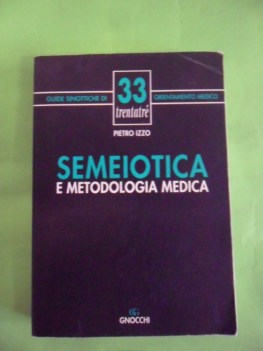 GUIDE SINOTTICHE DI
33
ORIENTAMENTO MEDICO
trentatré
PIETRO IZZO
SEMEIOTICA
E METODOLOGIA MEDICA
GNOCCHI